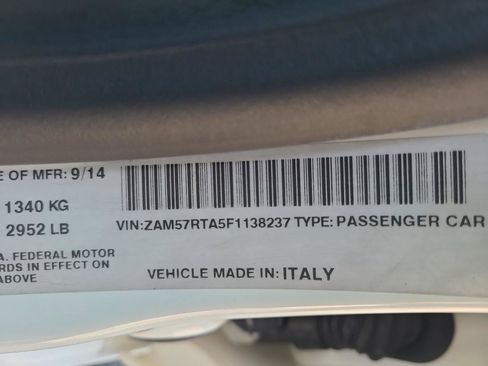 E OF MFR: 9/14
1340 KG
2952 LB
VIN:ZAM57RTA5F1138237 TYPE: PASSENGER CAR
A. FEDERAL MOTOR
RDS IN EFFECT ON
ABOVE
VEHICLE MADE IN: ITALY